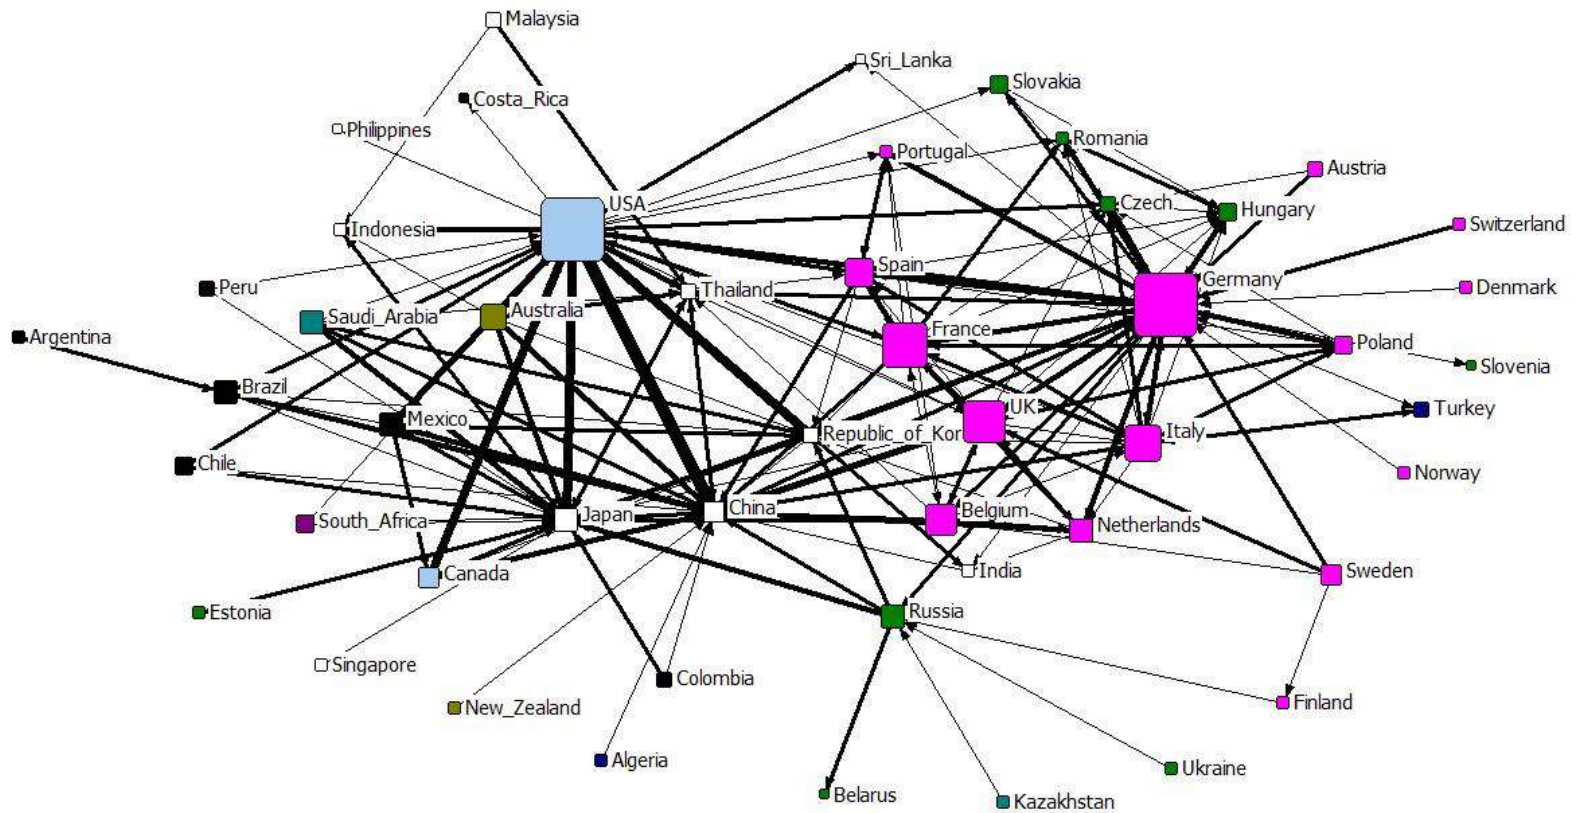 Malaysia
Sri_Lanka
Slovakia
Costa_Rica
Philippines
Romania
Portugal
Austria
USA
Czech
Hungary
Switzerland
Indonesia
Spain
Germany
Peru
Thailand
Denmark
Saudi_Arabia
Australia
France
Argentina
Poland
Slovenia
Brazil
UK
Turkey
Mexico
Republic_of_Kor
Italy
Chile
Norway
South_Africa
Japan
China
Belgium
Netherlands
Canada
India
Sweden
Estonia
Russia
Singapore
Colombia
New_Zealand
Finland
Algeria
Ukraine
Belarus
Kazakhstan